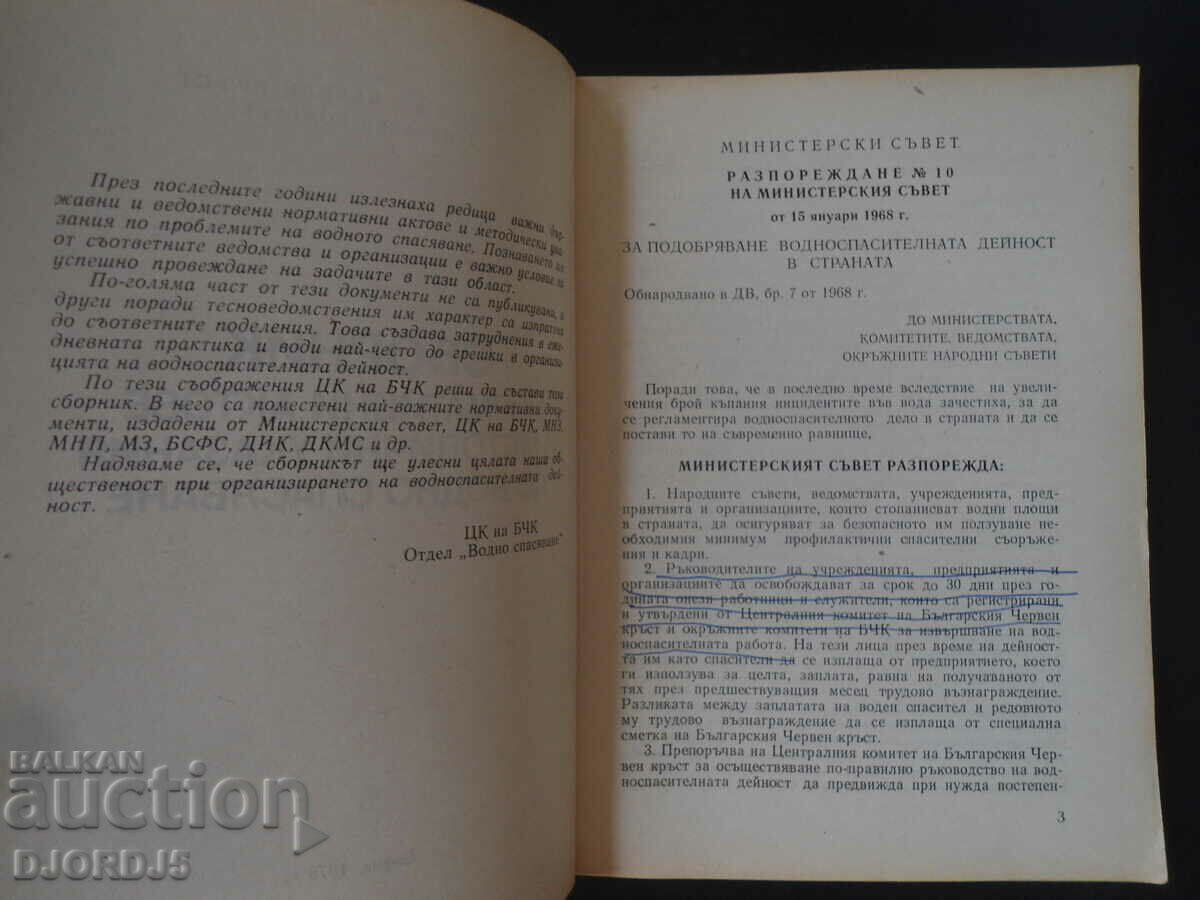 През последните години излезнаха редица важни дър-
жавни и ведомствени нормативни актове и методически ука-
зания по проблемите на водното спасяване. Познаването им
от съответните ведомства и организации е важно условие за
успешно провеждане на задачите в тази област.
По-голяма част от тези документи не са публикувани, а
други поради тесноведомствения им характер са изпратени
до съответните поделения. Това създава затруднения в еже-
дневната практика и води най-често до грешки в организа-
цията на водноспасителната дейност.
По тези съображения ЦК на БЧК реши да състави този
сборник. В него са поместени най-важните нормативни доку-
менти, издадени от Министерския съвет, ЦК на БЧК, МНЗ,
МНП, МЗ, БСФС, ДИК, ДКМС и др.
Надяваме се, че сборникът ще улесни цялата наша об-
щественост при организирането на водноспасителната дей-
ност.
ЦК на БЧК
Отдел „Водно спасяване“
МИНИСТЕРСКИ СЪВЕТ
РАЗПОРЕЖДАНЕ № 10
НА МИНИСТЕРСКИЯ СЪВЕТ
от 15 януари 1968 г.
ЗА ПОДОБРЯВАНЕ ВОДНОСПАСИТЕЛНАТА ДЕЙНОСТ
В СТРАНАТА
Обнародвано в ДВ, бр. 7 от 1968 г.
ДО МИНИСТЕРСТВАТА,
КОМИТЕТИТЕ, ВЕДОМСТВАТА,
ОКРЪЖНИТЕ НАРОДНИ СЪВЕТИ
Поради това, че в последно време вследствие на увели-
чения брой къпания инцидентите във вода зачестиха, за да
се регламентира водноспасителното дело в страната и да се
постави то на съвременно равнище,
МИНИСТЕРСКИЯТ СЪВЕТ РАЗПОРЕЖДА:
1. Народните съвети, ведомствата, учрежденията, пред-
приятията и организациите, които стопанисват водни площи
в страната, да осигуряват за безопасното им ползуване не-
обходимия минимум профилактични спасителни съоръже-
ния и кадри.
2. Ръководителите на учрежденията, предприятията и
организациите да освобождават за срок до 30 дни през го-
дината онези работници и служители, които са регистрирани
и утвърдени от Централния комитет на Българския Червен
кръст и окръжните комитети на БЧК за извършване на вод-
носпасителната работа. На тези лица през време на дейност-
та им като спасители да се изплаща от предприятието, което
ги използува за целта, заплата, равна на получаваното от
тях през предшествуващия месец трудово възнаграждение.
Разликата между заплатата на воден спасител и редовното
му трудово възнаграждение да се изплаща от специална
сметка на Българския Червен кръст.
3. Препоръчва на Централния комитет на Българския Чер-
вен кръст за осъществяване по-правилно ръководство на вод-
носпасителната дейност да предвижда при нужда востепен-
3
BALKAN
auction
DJORDJ5